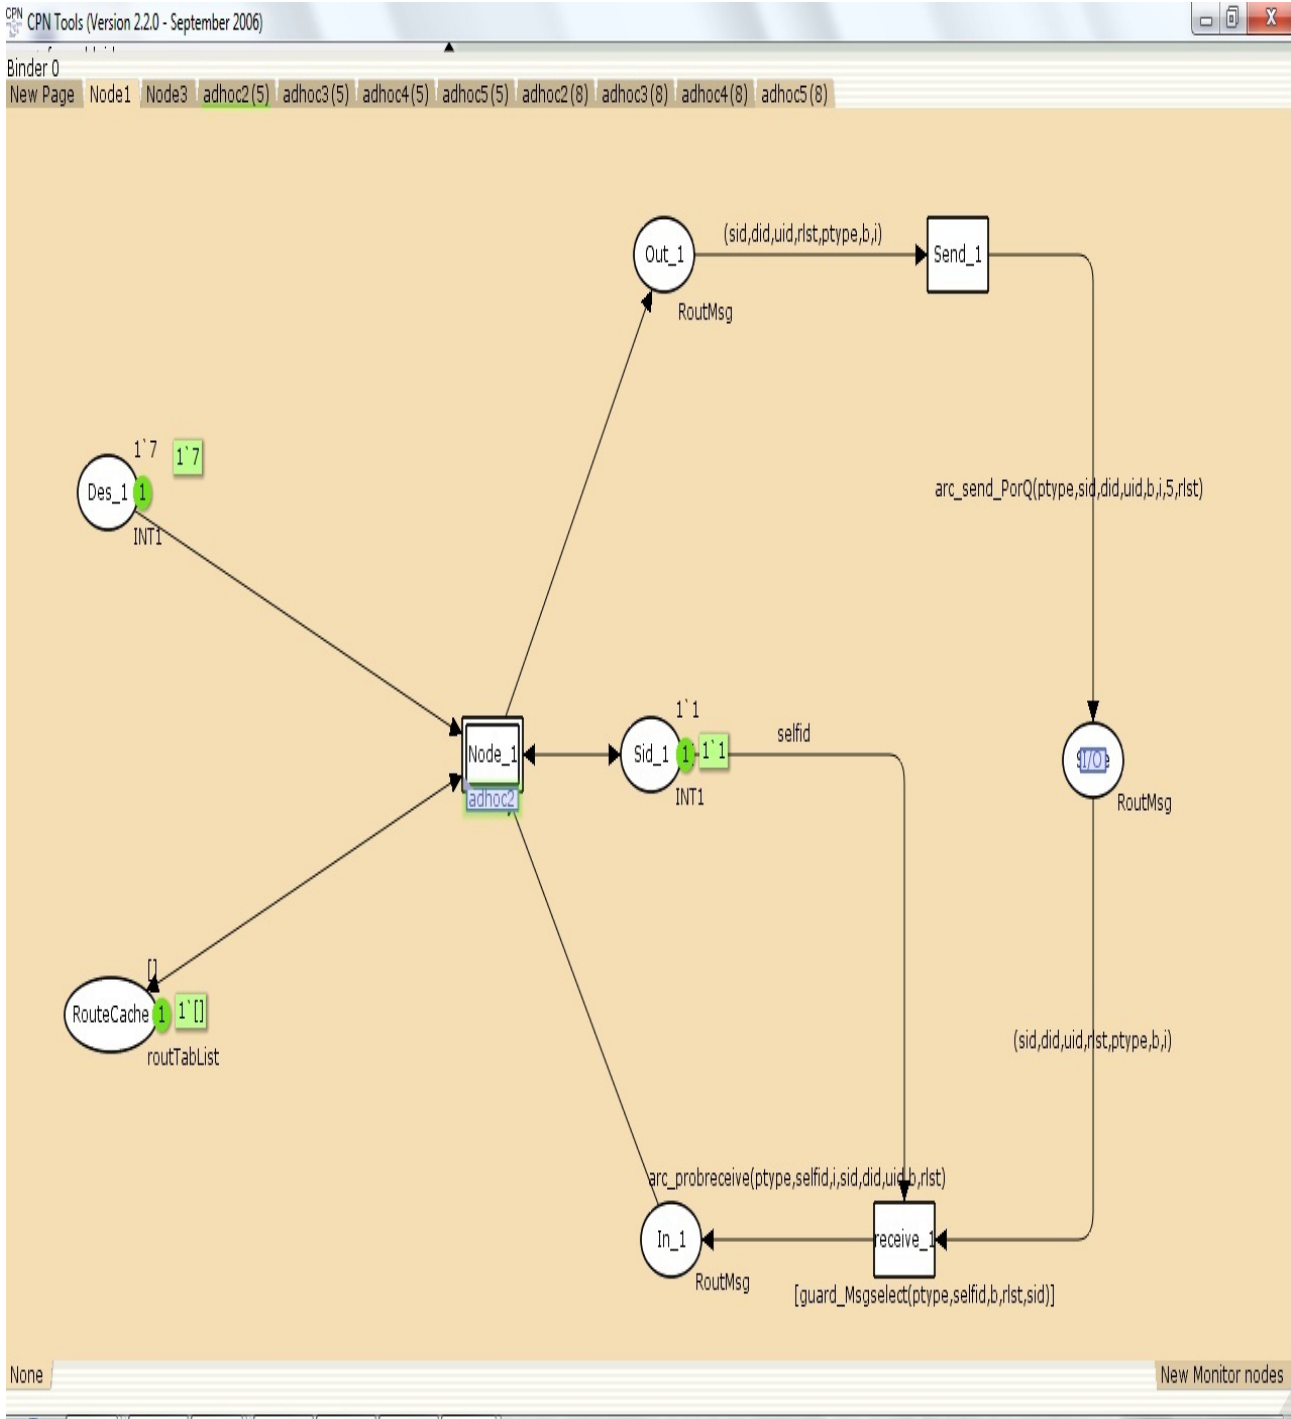 CPN
CPN Tools (Version 2.2.0 - September 2006)
Binder 0
New Page Node1 Node3 adhoc2(5) adhoc3(5) adhoc4(5) adhoc5(5) adhoc2(8) adhoc3(8) adhoc4(8) adhoc5(8)
(sid,did,uid,rlst,ptype,b,i)
Out_1
Send_1
RoutMsg
1`7
1`7
Des_1
1
INT1
arc_send_PorQ(ptype,sid,did,uid,b,i,5,rlst)
1`1
selfid
Node_1
Sid_1
1
1`1
I/O
adhoc2
INT1
RoutMsg
[]
RouteCache
1
1`[]
routTabList
(sid,did,uid,rlst,ptype,b,i)
arc_probreceive(ptype,selfid,i,sid,did,uid,b,rlst)
In_1
receive_1
RoutMsg
[guard_Msgselect(ptype,selfid,b,rlst,sid)]
None
New Monitor nodes